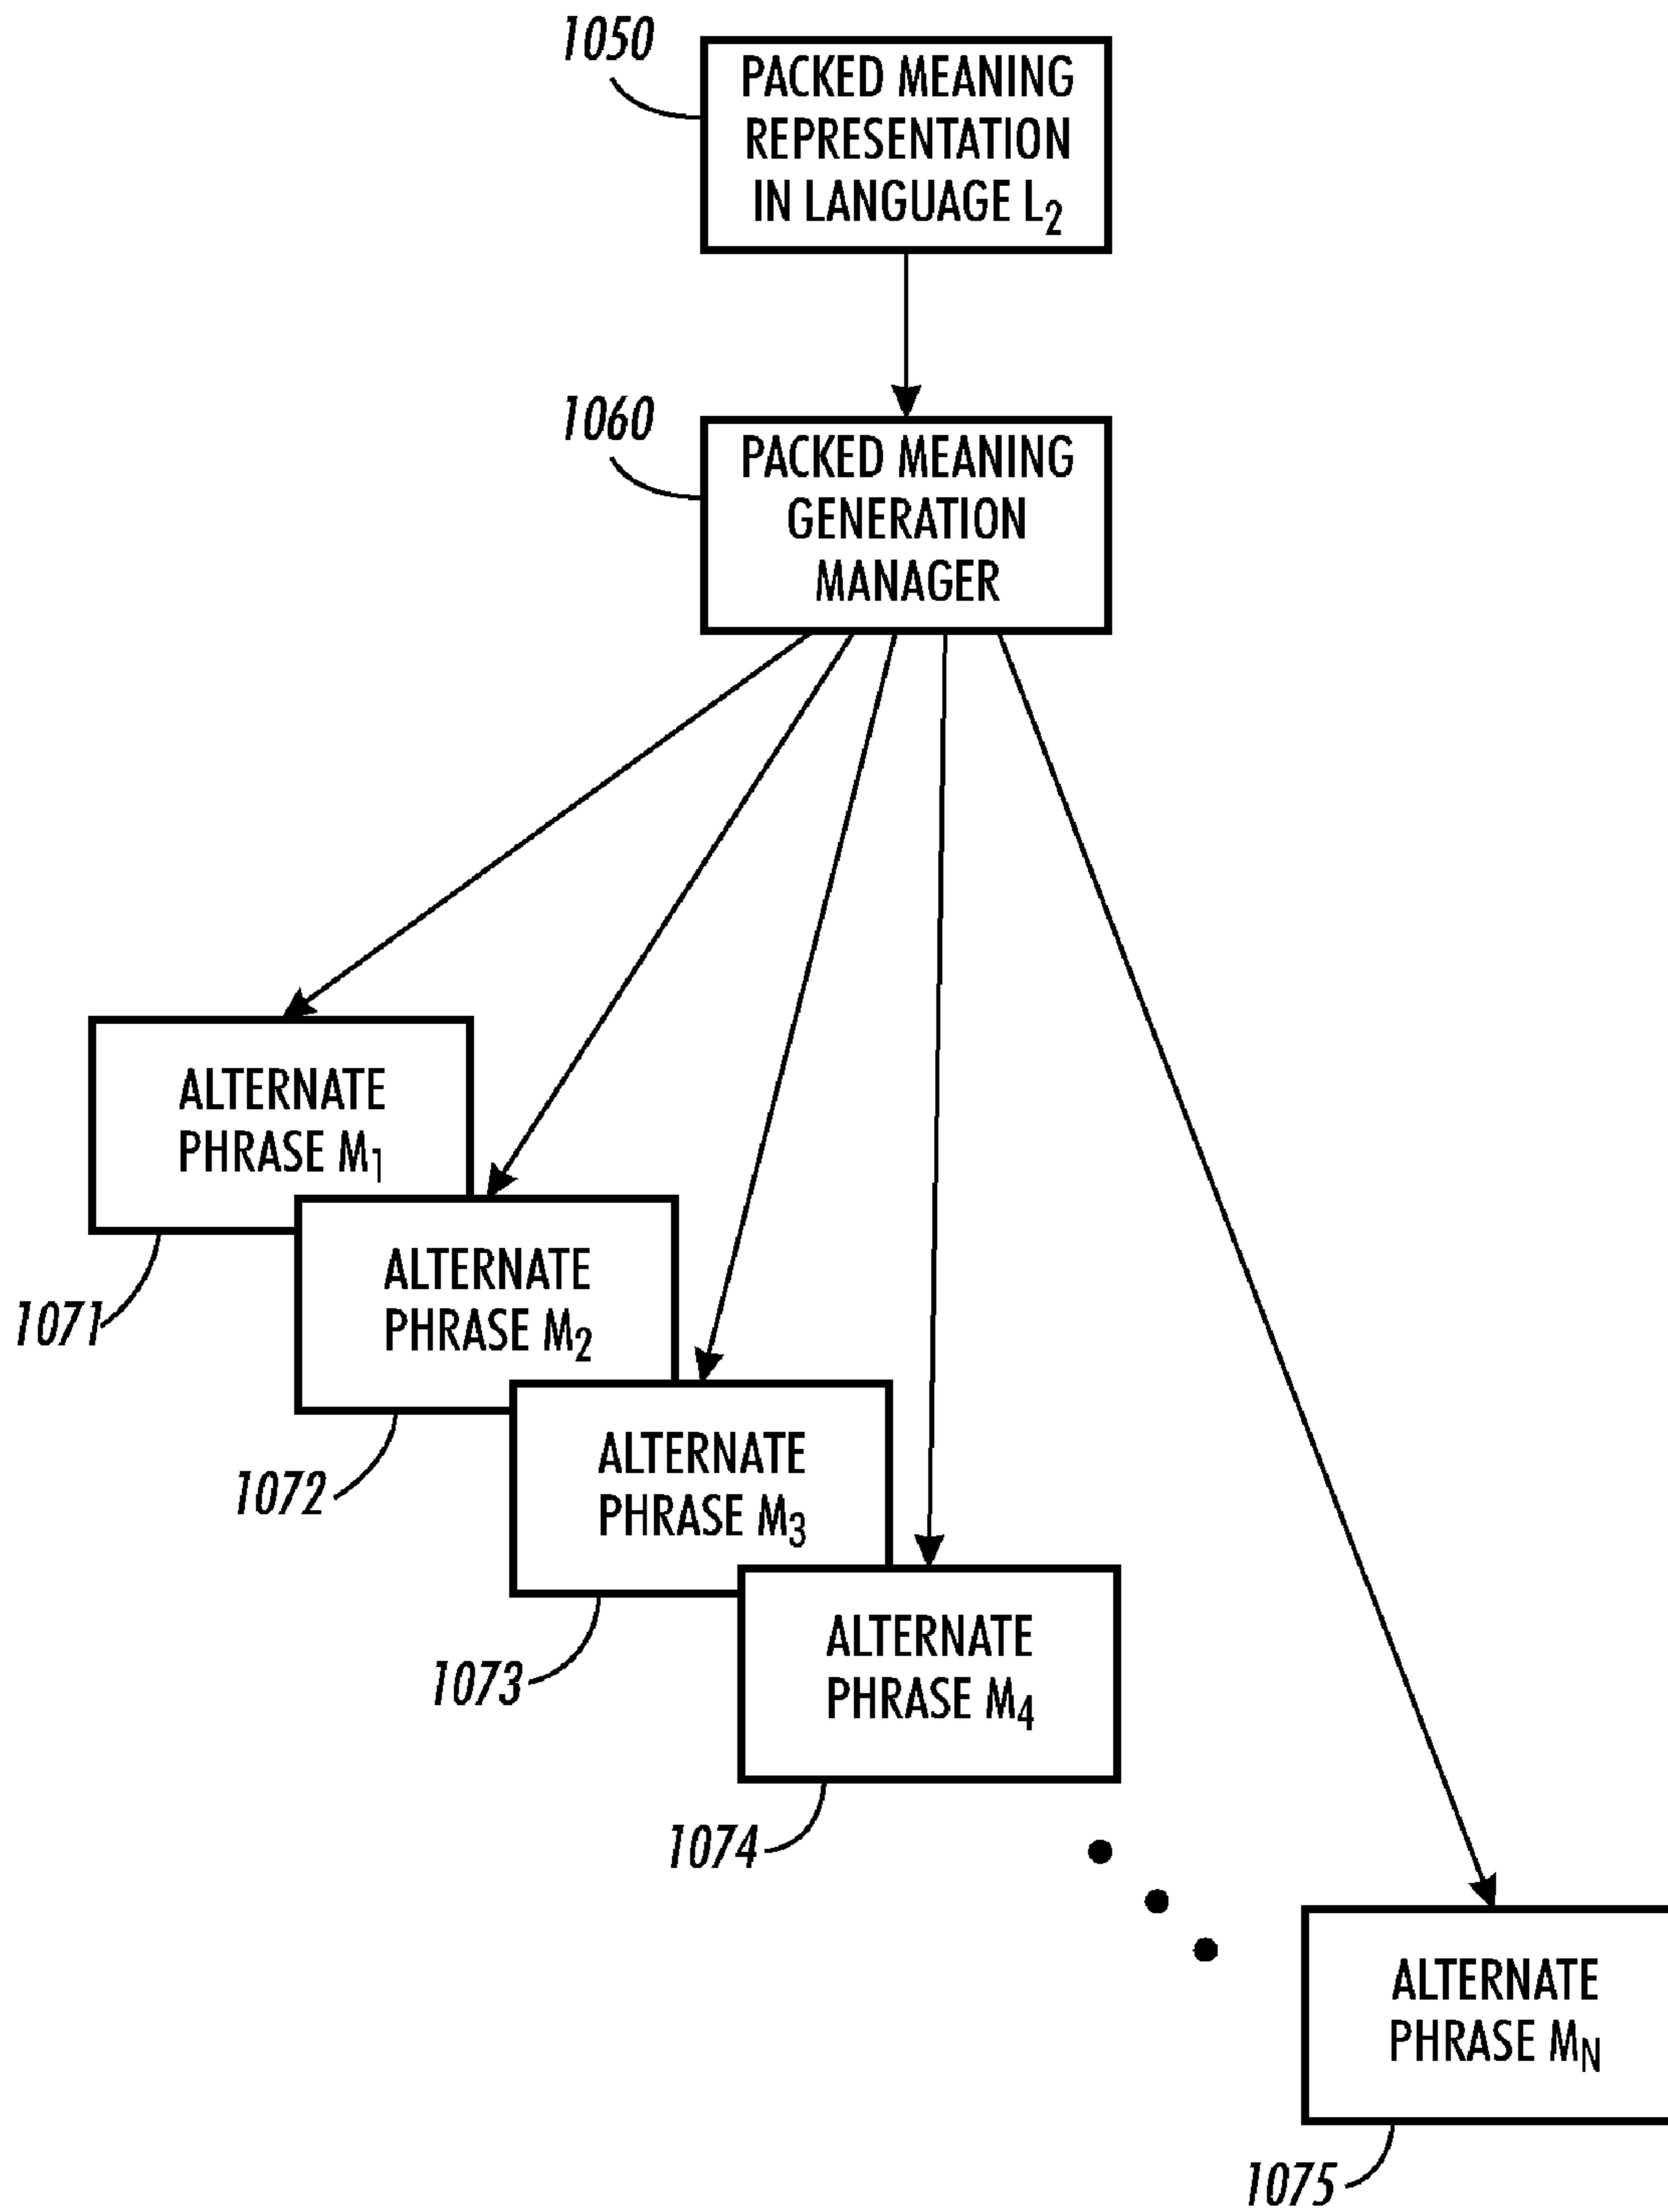 1050
PACKED MEANING
REPRESENTATION
IN LANGUAGE L2
1060
PACKED MEANING
GENERATION
MANAGER
ALTERNATE
PHRASE M1
1071
ALTERNATE
PHRASE M2
1072
ALTERNATE
PHRASE M3
1073
ALTERNATE
PHRASE M4
1074
ALTERNATE
PHRASE MN
1075